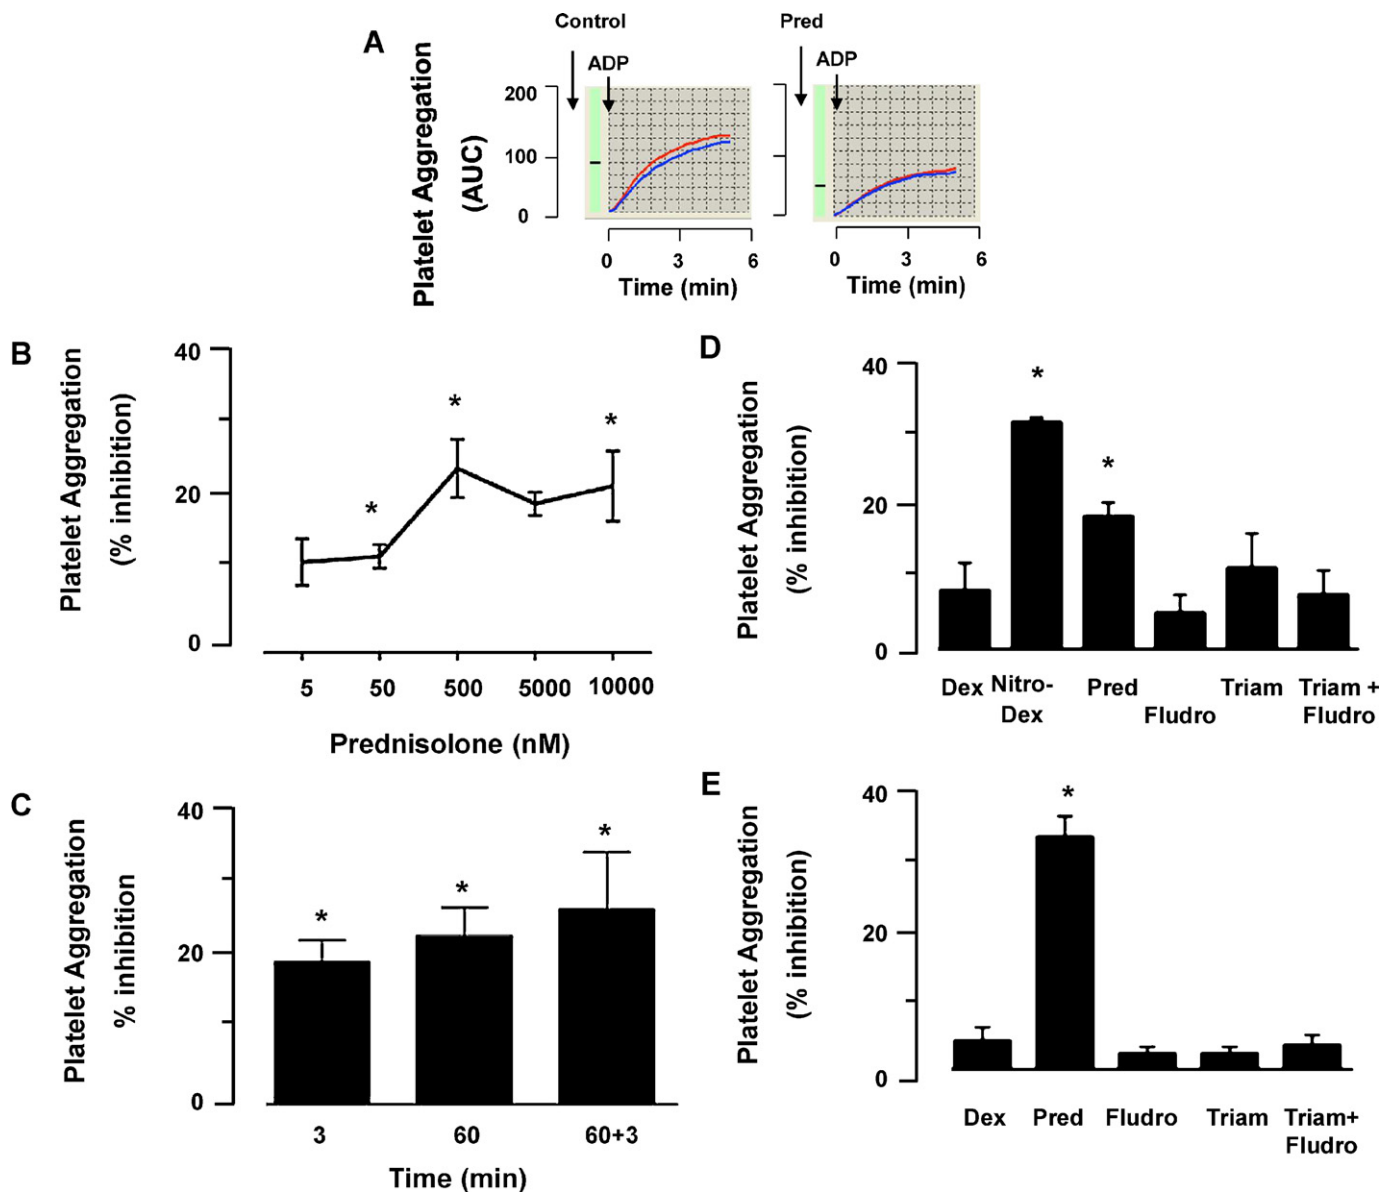 A
Control
Pred
ADP
ADP
Platelet Aggregation
(AUC)
200
100
0
0 3 6
Time (min)
0 3 6
Time (min)
B
Platelet Aggregation
(% inhibition)
40
20
0
5 50 500 5000 10000
* * *
Prednisolone (nM)
C
Platelet Aggregation
% inhibition
40
20
0
* * *
3 60 60+3
Time (min)
D
Platelet Aggregation
(% inhibition)
40
20
0
* *
Dex Nitro- Pred Triam Triam +
Dex Fludro Fludro
E
Platelet Aggregation
(% inhibition)
40
20
0
*
Dex Pred Fludro Triam Triam+
Fludro